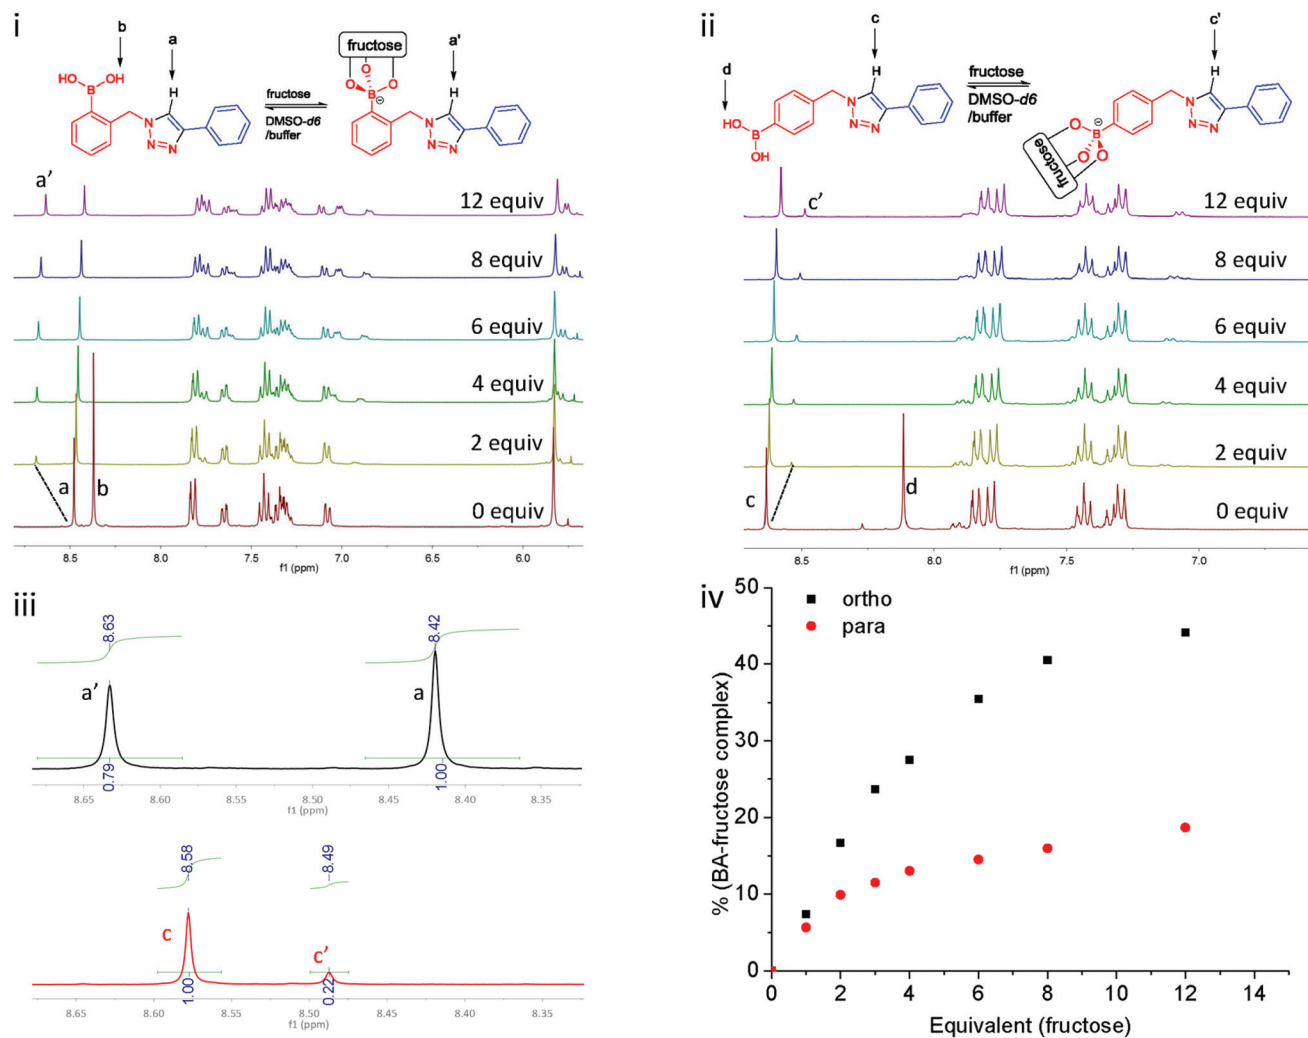 i
b
a
a'
fructose
HO
OH
B
O
O
O
B
⊖
H
H
N
N
N
N
N
N
fructose
DMSO-d6
/buffer
a’
12 equiv
8 equiv
6 equiv
4 equiv
2 equiv
a
b
0 equiv
8.5
8.0
7.5
7.0
6.5
6.0
f1 (ppm)
ii
c
c'
d
H
H
fructose
DMSO-d6
/buffer
HO
B
OH
N
N
N
N
N
N
⊖
B
O
O
O
fructose
c’
12 equiv
8 equiv
6 equiv
4 equiv
2 equiv
c
d
0 equiv
8.5
8.0
7.5
7.0
f1 (ppm)
iii
8.63
8.42
a’
a
0.79
1.00
8.65
8.60
8.55
8.50
8.45
8.40
8.35
f1 (ppm)
8.58
8.49
c
c’
1.00
0.22
8.65
8.60
8.55
8.50
8.45
8.40
8.35
f1 (ppm)
iv
50
40
30
20
10
0
ortho
para
% (BA-fructose complex)
0 2 4 6 8 10 12 14
Equivalent (fructose)